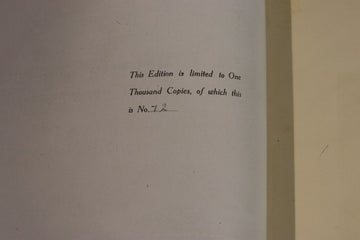 This Edition is limited to One
Thousand Copies, of which this
is No. 72